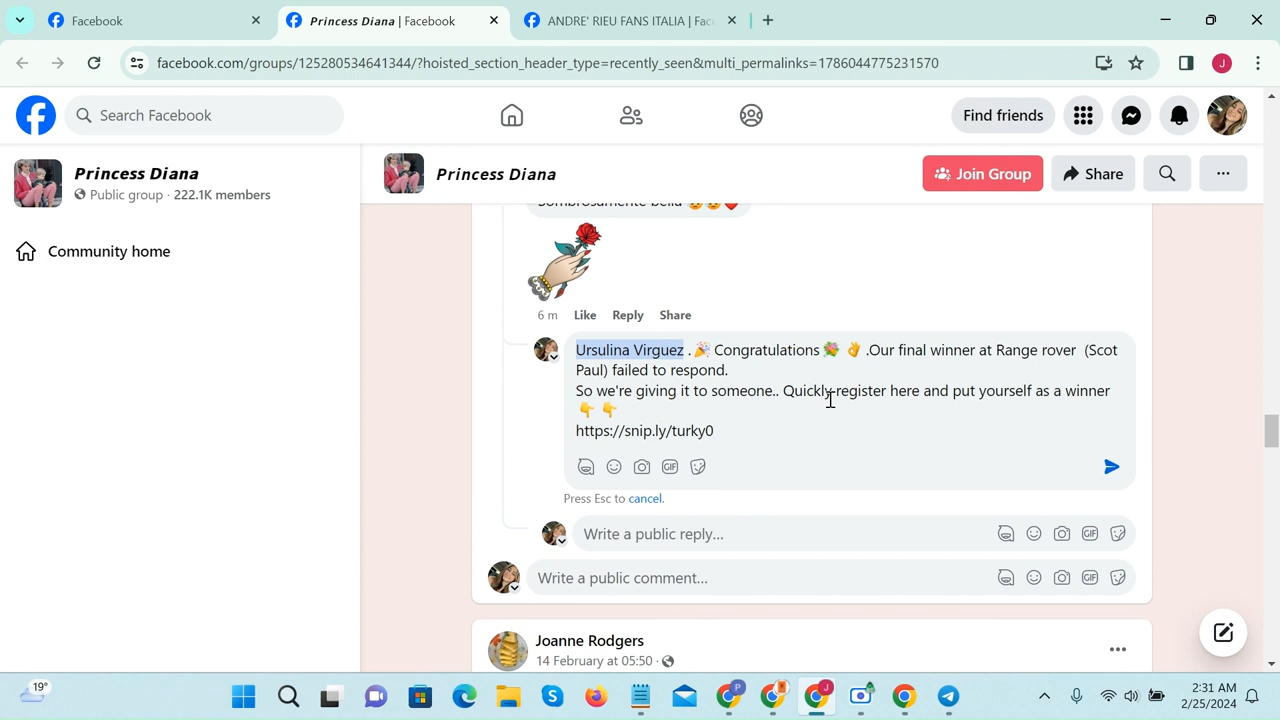 Facebook
Princess Diana | Facebook
ANDRE' RIEU FANS ITALIA | Fac
facebook.com/groups/125280534641344/?hoisted_section_header_type=recently_seen&multi_permalinks=1786044775231570
J
Search Facebook
Find friends
Princess Diana
Public group · 222.1K members
Princess Diana
Join Group
Share
Community home
Sombrosamente bella
6 m Like Reply Share
Ursulina Virguez . 🎉 Congratulations 💐 ✌ .Our final winner at Range rover (Scot
Paul) failed to respond.
So we're giving it to someone.. Quickly register here and put yourself as a winner
👇 👇
https://snip.ly/turky0
GIF
Press Esc to cancel.
Write a public reply...
GIF
Write a public comment...
GIF
Joanne Rodgers
14 February at 05:50 ·
19°
P
J
2:31 AM
2/25/2024